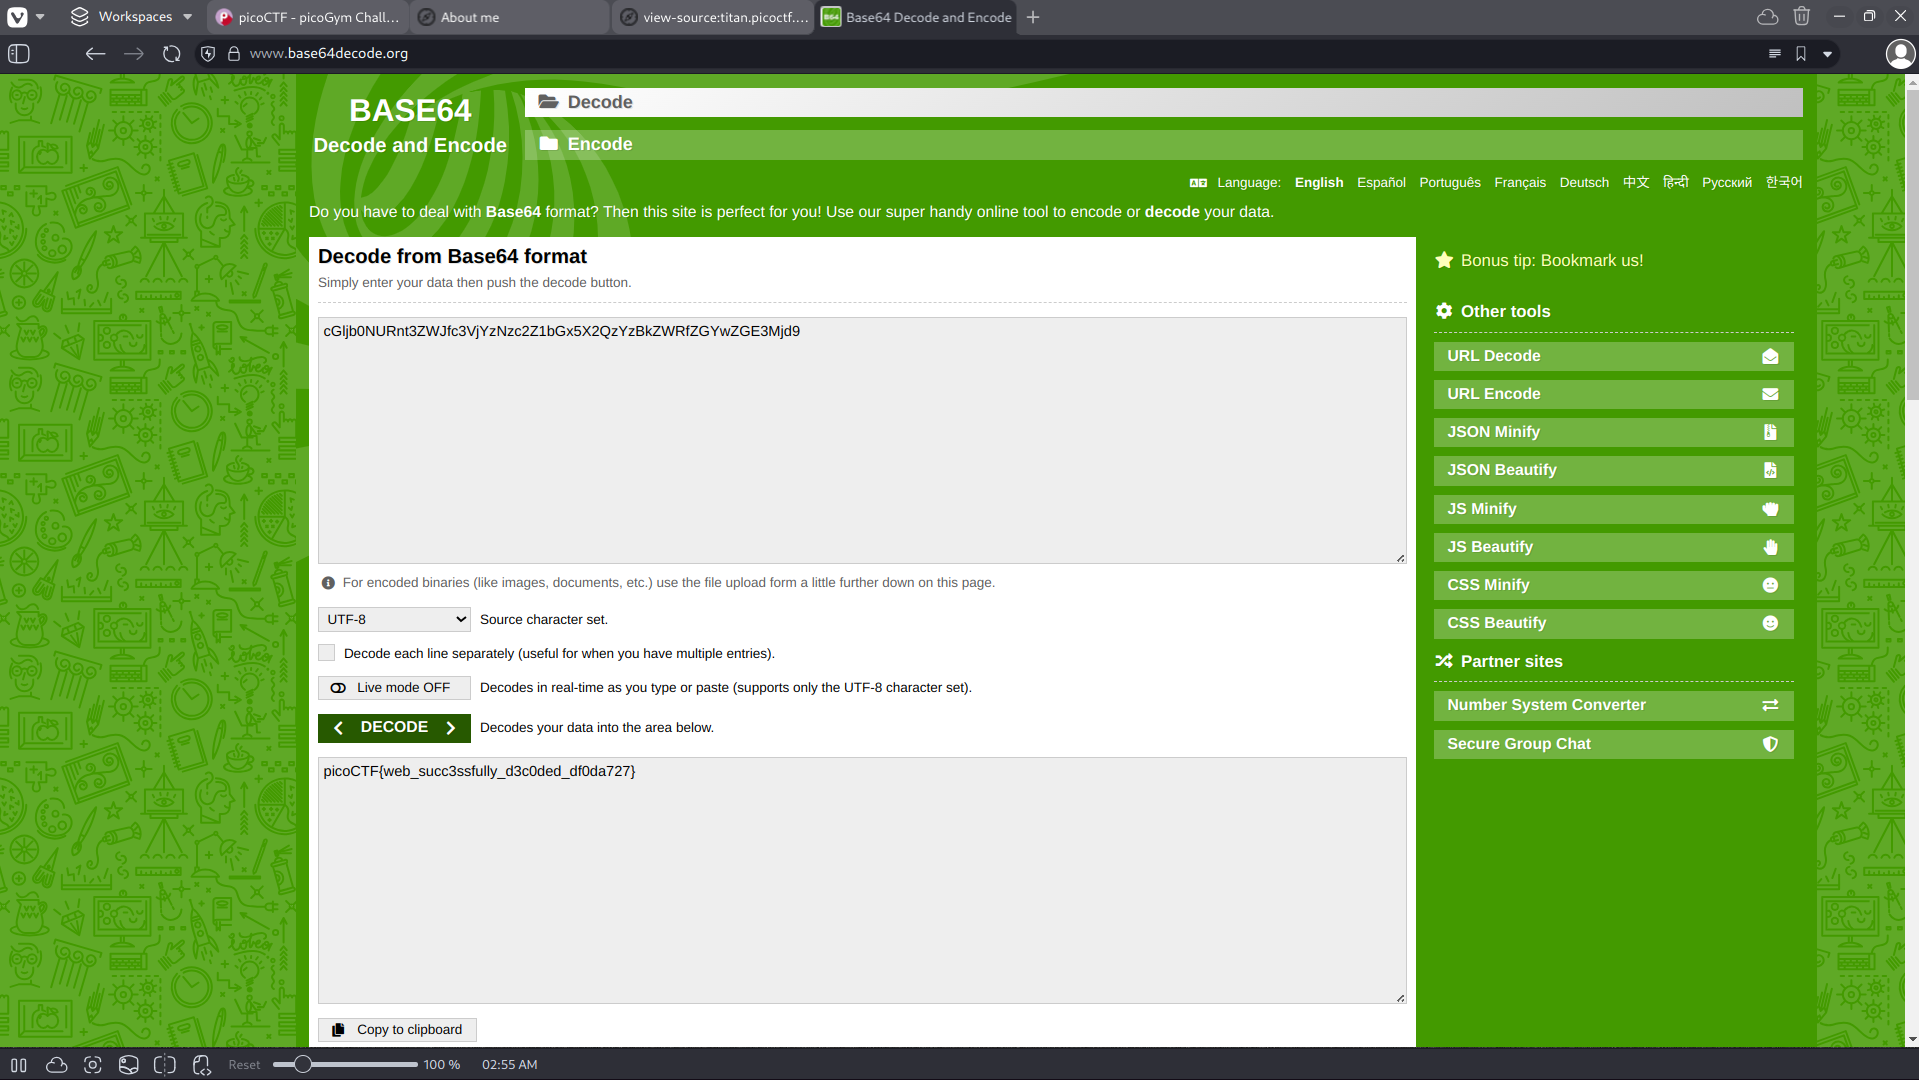 Workspaces
picoCTF - picoGym Chall...
About me
view-source:titan.picoctf....
B64
Base64 Decode and Encode
www.base64decode.org
BASE64
Decode and Encode
Decode
Encode
Language: English Español Português Français Deutsch 中文 हिन्दी Русский 한국어
Do you have to deal with Base64 format? Then this site is perfect for you! Use our super handy online tool to encode or decode your data.
Decode from Base64 format
Simply enter your data then push the decode button.
cGljb0NURnt3ZWJfc3VjYzNzc2Z1bGx5X2QzYzBkZWRfZGYwZGE3Mjd9
For encoded binaries (like images, documents, etc.) use the file upload form a little further down on this page.
UTF-8
Source character set.
Decode each line separately (useful for when you have multiple entries).
Live mode OFF
Decodes in real-time as you type or paste (supports only the UTF-8 character set).
DECODE
Decodes your data into the area below.
picoCTF{web_succ3ssfully_d3c0ded_df0da727}
Copy to clipboard
Bonus tip: Bookmark us!
Other tools
URL Decode
URL Encode
JSON Minify
JSON Beautify
JS Minify
JS Beautify
CSS Minify
CSS Beautify
Partner sites
Number System Converter
Secure Group Chat
Reset
100 %
02:55 AM